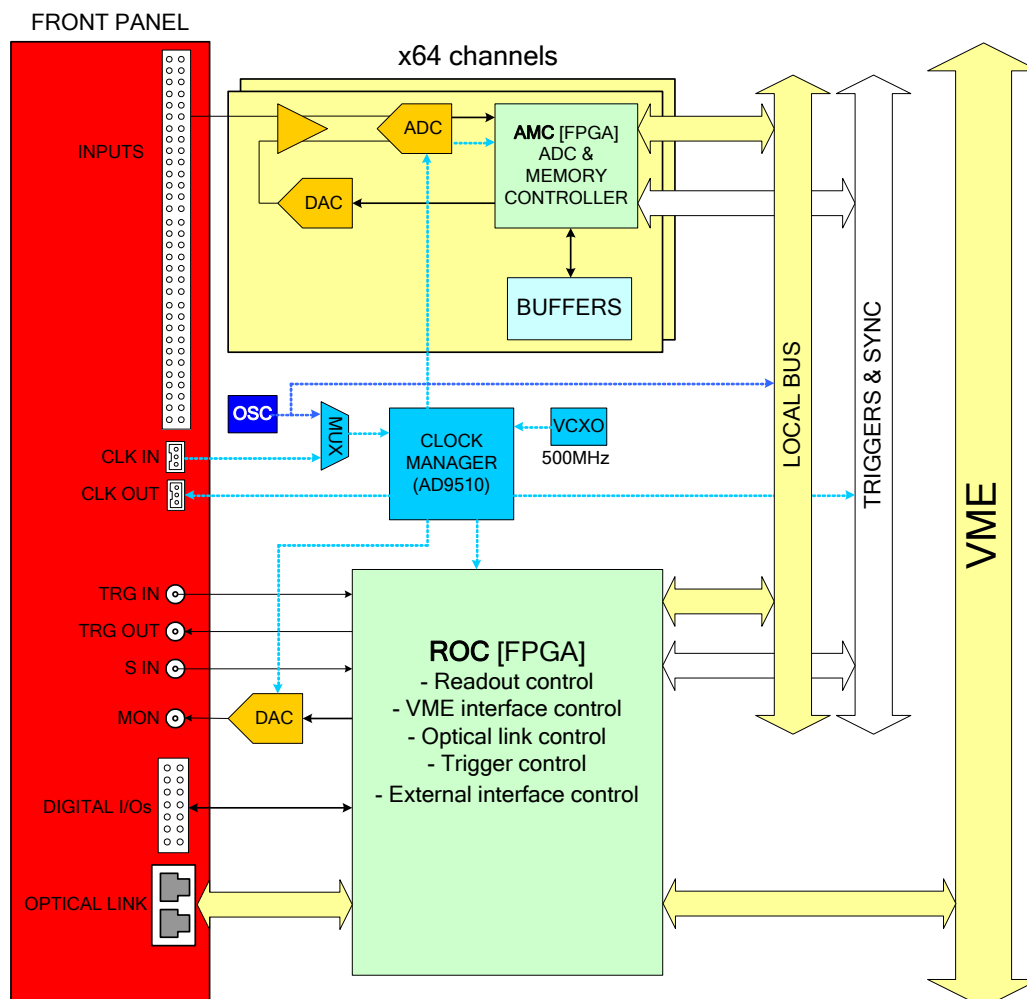 FRONT PANEL
x64 channels
INPUTS
ADC
AMC [FPGA]
ADC &
MEMORY
CONTROLLER
DAC
BUFFERS
OSC
MUX
CLOCK
MANAGER
(AD9510)
VCXO
500MHz
CLK IN
CLK OUT
LOCAL BUS
TRIGGERS & SYNC
VME
TRG IN
TRG OUT
S IN
MON
DAC
ROC [FPGA]
- Readout control
- VME interface control
- Optical link control
- Trigger control
- External interface control
DIGITAL I/Os
OPTICAL LINK